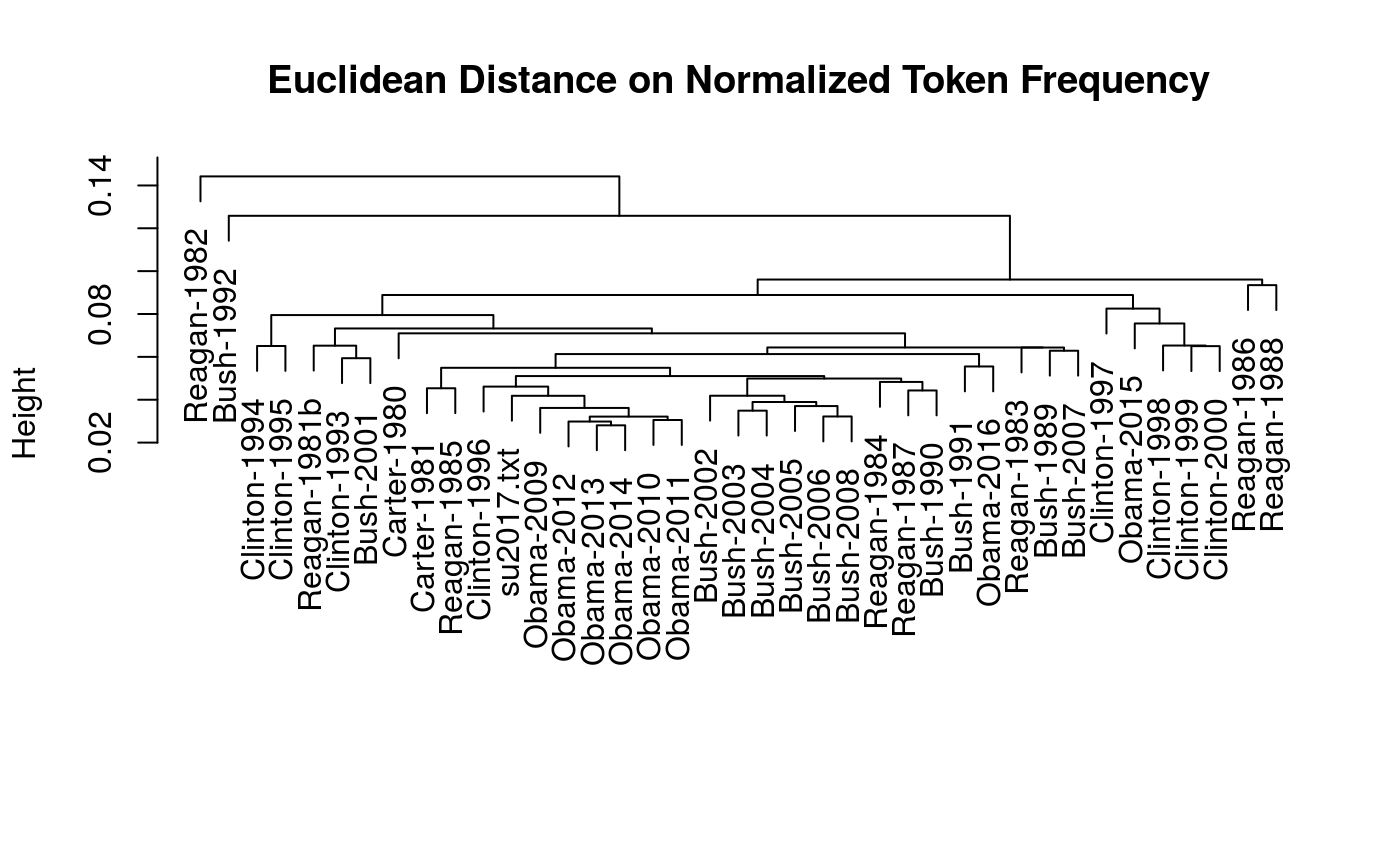 Euclidean Distance on Normalized Token Frequency
Height
0.14
0.08
0.02
Reagan-1982
Bush-1992
Clinton-1994
Clinton-1995
Reagan-1981b
Clinton-1993
Bush-2001
Carter-1980
Carter-1981
Reagan-1985
Clinton-1996
su2017.txt
Obama-2009
Obama-2012
Obama-2013
Obama-2014
Obama-2010
Obama-2011
Bush-2002
Bush-2003
Bush-2004
Bush-2005
Bush-2006
Bush-2008
Reagan-1984
Reagan-1987
Bush-1990
Bush-1991
Obama-2016
Reagan-1983
Bush-1989
Bush-2007
Clinton-1997
Obama-2015
Clinton-1998
Clinton-1999
Clinton-2000
Reagan-1986
Reagan-1988